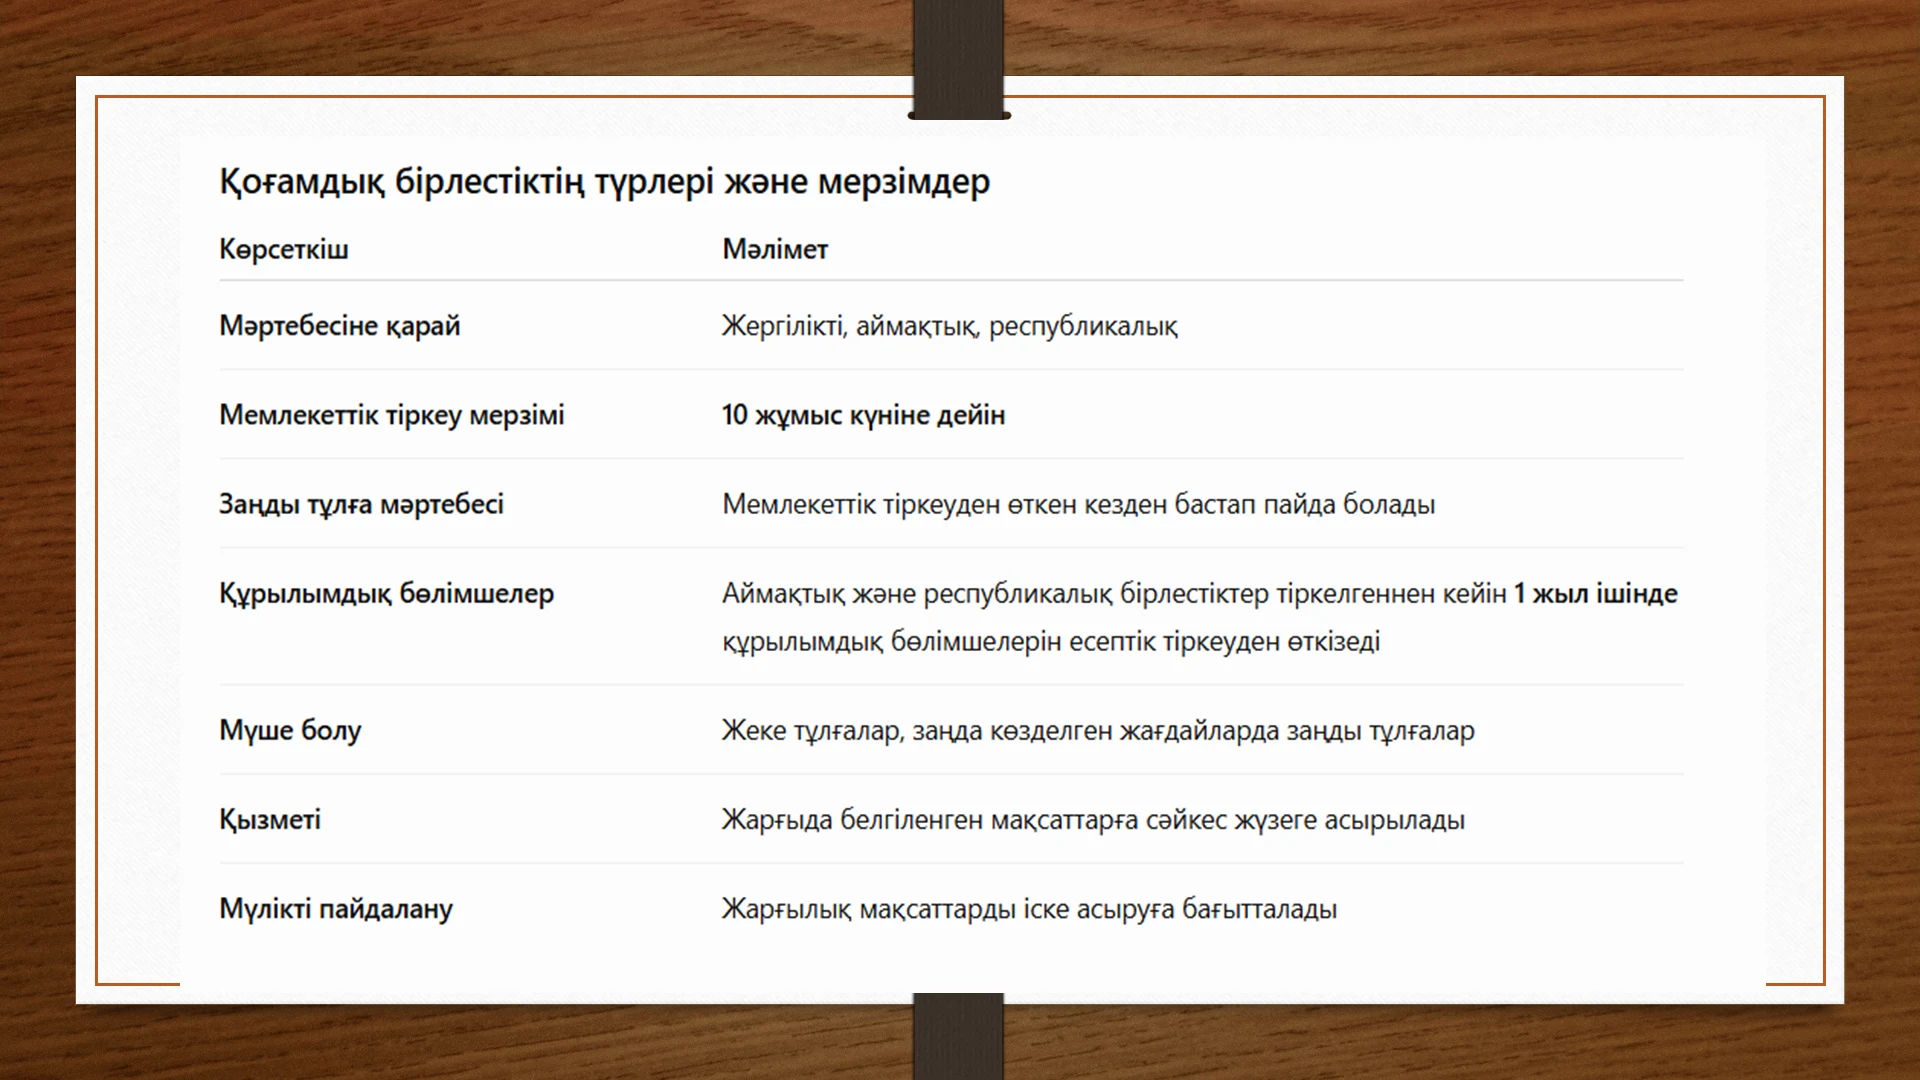 Қоғамдық бірлестіктің түрлері және мерзімдер
Көрсеткіш Мәлімет
Мәртебесіне қарай Жергілікті, аймақтық, республикалық
Мемлекеттік тіркеу мерзімі 10 жұмыс күніне дейін
Заңды тұлға мәртебесі Мемлекеттік тіркеуден өткен кезден бастап пайда болады
Құрылымдық бөлімшелер Аймақтық және республикалық бірлестіктер тіркелгеннен кейін 1 жыл ішінде
құрылымдық бөлімшелерін есептік тіркеуден өткізеді
Мүше болу Жеке тұлғалар, заңда көзделген жағдайларда заңды тұлғалар
Қызметі Жарғыда белгіленген мақсаттарға сәйкес жүзеге асырылады
Мүлікті пайдалану Жарғылық мақсаттарды іске асыруға бағытталады